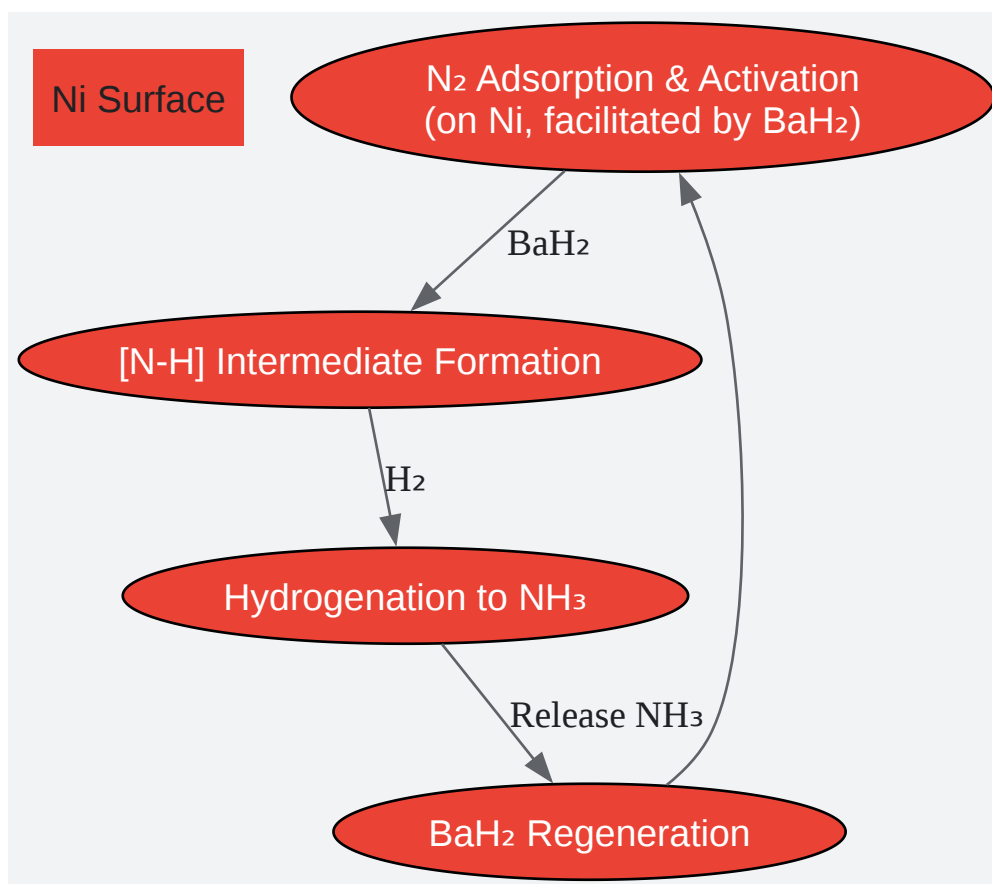 Ni Surface
N₂ Adsorption & Activation
(on Ni, facilitated by BaH₂)
BaH₂
[N-H] Intermediate Formation
H₂
Hydrogenation to NH₃
Release NH₃
BaH₂ Regeneration